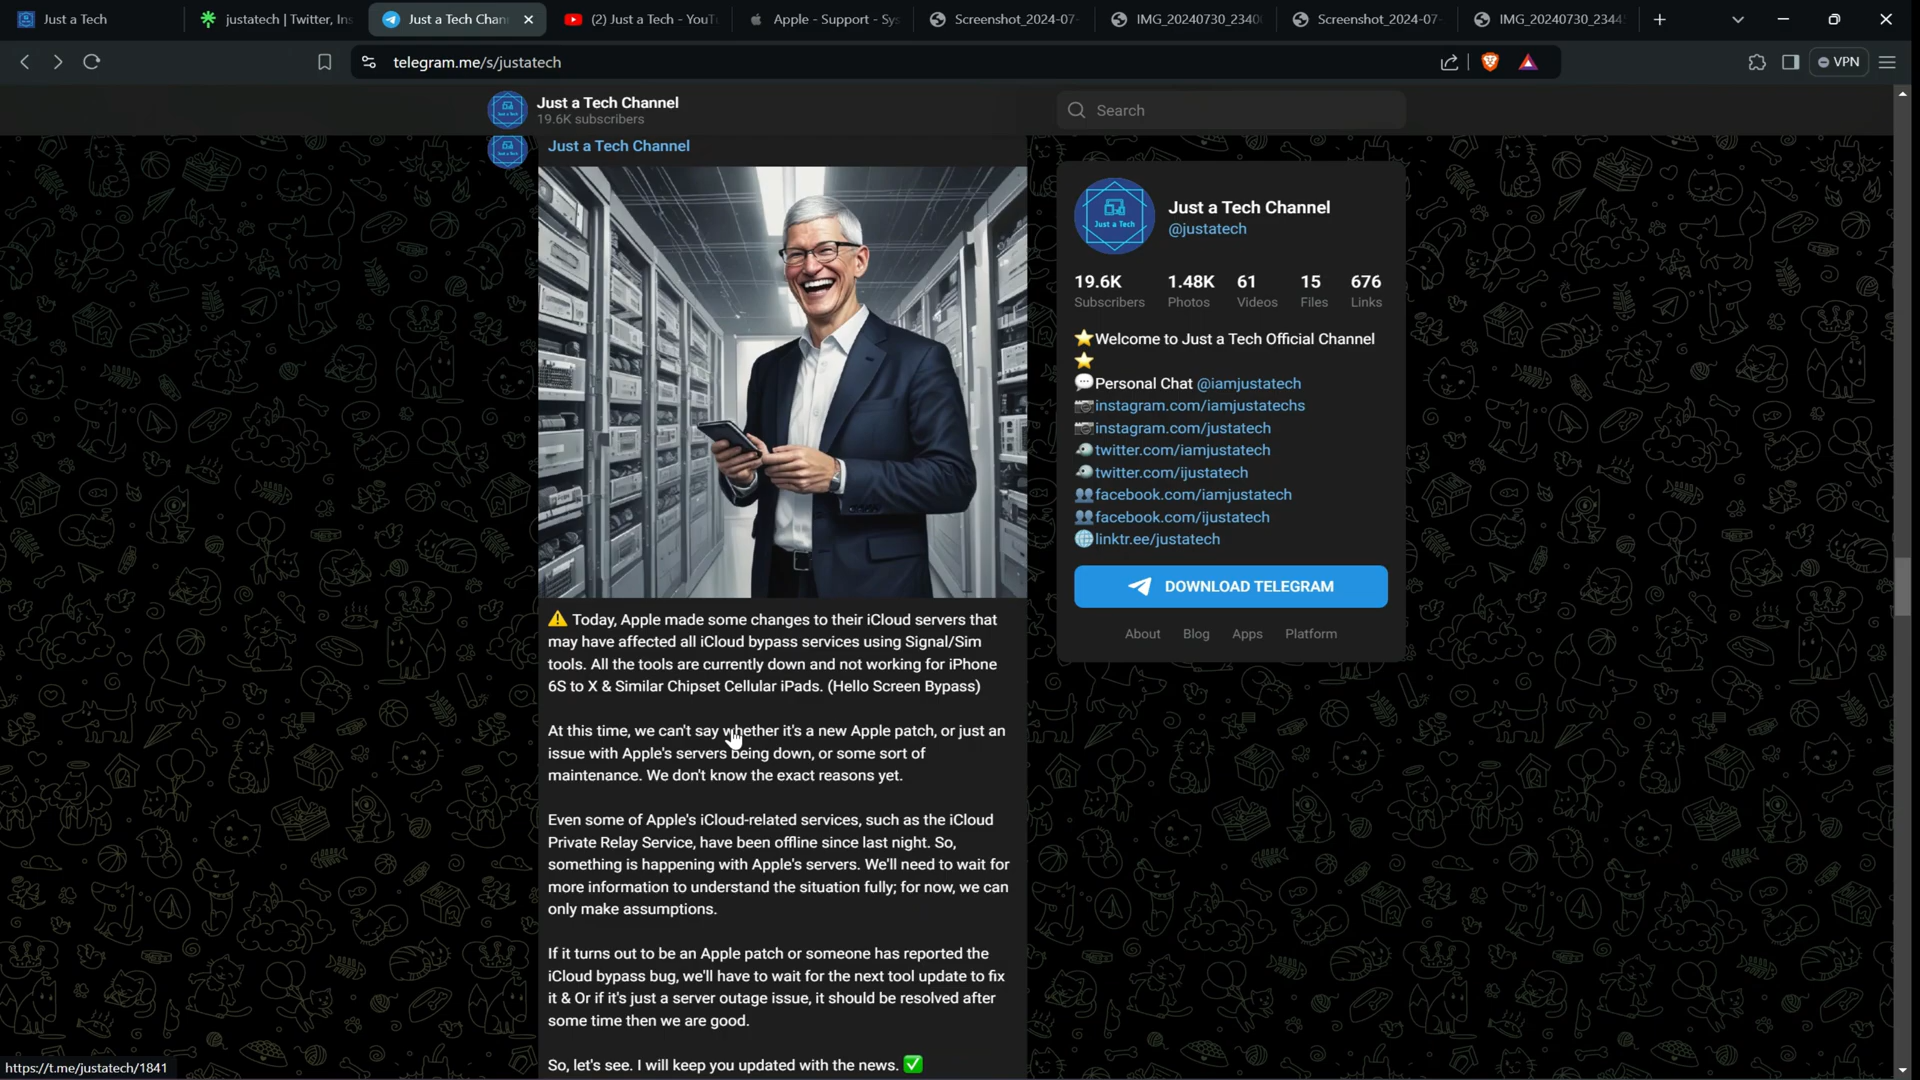 Just a Tech
justatech | Twitter, Ins
Just a Tech Chan
(2) Just a Tech - YouT
Apple - Support - Sy
Screenshot_2024-07-
IMG_20240730_2340
Screenshot_2024-07-
IMG_20240730_2344
telegram.me/s/justatech
VPN
Just a Tech Channel
19.6K subscribers
Search
Just a Tech Channel
⚠️ Today, Apple made some changes to their iCloud servers that
may have affected all iCloud bypass services using Signal/Sim
tools. All the tools are currently down and not working for iPhone
6S to X & Similar Chipset Cellular iPads. (Hello Screen Bypass)
At this time, we can't say whether it's a new Apple patch, or just an
issue with Apple's servers being down, or some sort of
maintenance. We don't know the exact reasons yet.
Even some of Apple's iCloud-related services, such as the iCloud
Private Relay Service, have been offline since last night. So,
something is happening with Apple's servers. We'll need to wait for
more information to understand the situation fully; for now, we can
only make assumptions.
If it turns out to be an Apple patch or someone has reported the
iCloud bypass bug, we'll have to wait for the next tool update to fix
it & Or if it's just a server outage issue, it should be resolved after
some time then we are good.
So, let's see. I will keep you updated with the news. ✅
Just a Tech
Just a Tech Channel
@justatech
19.6K 1.48K 61 15 676
Subscribers Photos Videos Files Links
⭐Welcome to Just a Tech Official Channel
⭐
💬Personal Chat @iamjustatech
📷instagram.com/iamjustatechs
📷instagram.com/justatech
🐦twitter.com/iamjustatech
🐦twitter.com/ijustatech
👥facebook.com/iamjustatech
👥facebook.com/ijustatech
🌐linktr.ee/justatech
DOWNLOAD TELEGRAM
About Blog Apps Platform
https://t.me/justatech/1841